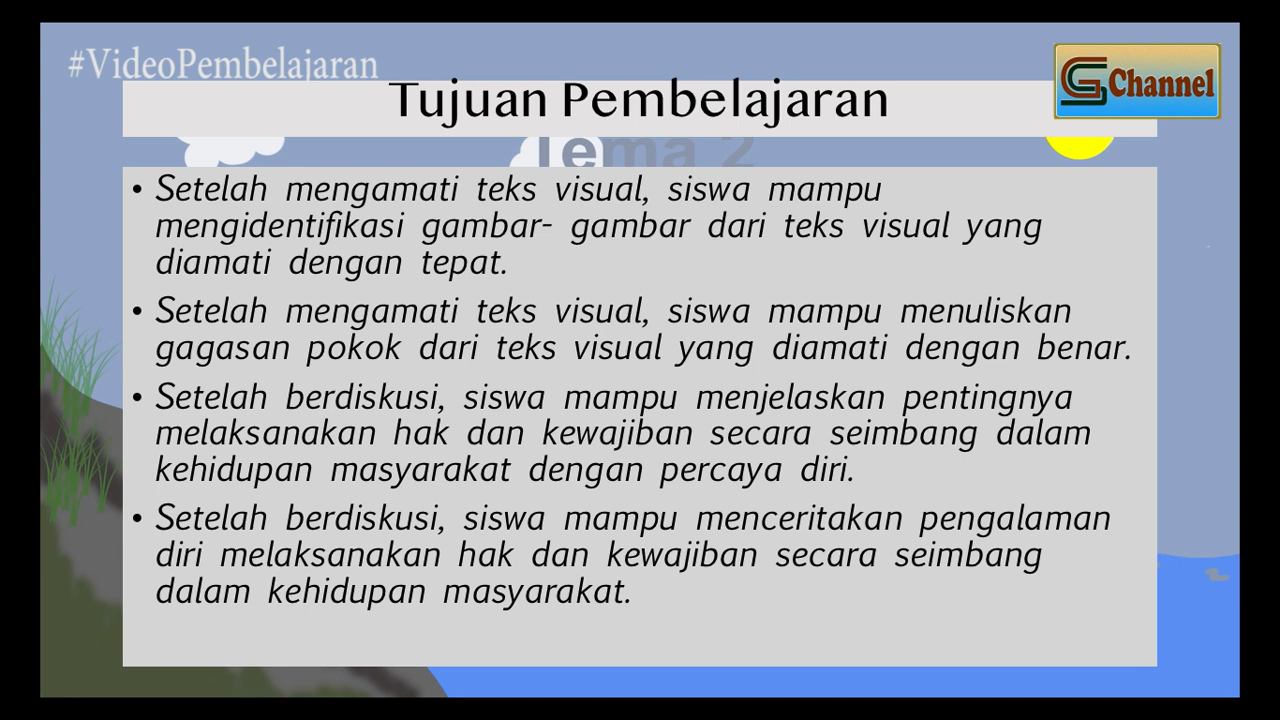 #VideoPembelajaran
Channel
Tujuan Pembelajaran
Tema 2
• Setelah mengamati teks visual, siswa mampu
mengidentifikasi gambar- gambar dari teks visual yang
diamati dengan tepat.
• Setelah mengamati teks visual, siswa mampu menuliskan
gagasan pokok dari teks visual yang diamati dengan benar.
• Setelah berdiskusi, siswa mampu menjelaskan pentingnya
melaksanakan hak dan kewajiban secara seimbang dalam
kehidupan masyarakat dengan percaya diri.
• Setelah berdiskusi, siswa mampu menceritakan pengalaman
diri melaksanakan hak dan kewajiban secara seimbang
dalam kehidupan masyarakat.